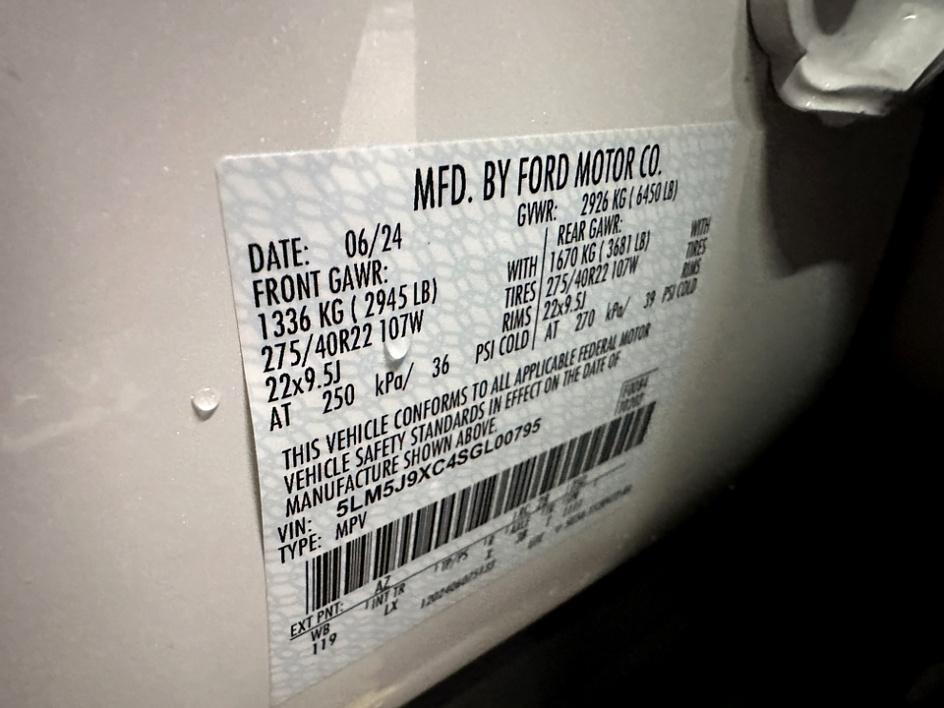 MFD. BY FORD MOTOR CO.
DATE: 06/24
GVWR: 2926 KG ( 6450 LB)
FRONT GAWR:
1336 KG ( 2945 LB) WITH
275/40R22 107W TIRES
22x9.5J RIMS
AT 250 kPa/ 36 PSI COLD
REAR GAWR:
1670 KG ( 3681 LB) WITH
275/40R22 107W TIRES
22x9.5J RIMS
AT 270 kPa/ 39 PSI COLD
THIS VEHICLE CONFORMS TO ALL APPLICABLE FEDERAL MOTOR
VEHICLE SAFETY STANDARDS IN EFFECT ON THE DATE OF
MANUFACTURE SHOWN ABOVE.
VIN: 5LM5J9XC4SGL00795
TYPE: MPV
EXT PNT: AZ
WB INT TR
119 LX